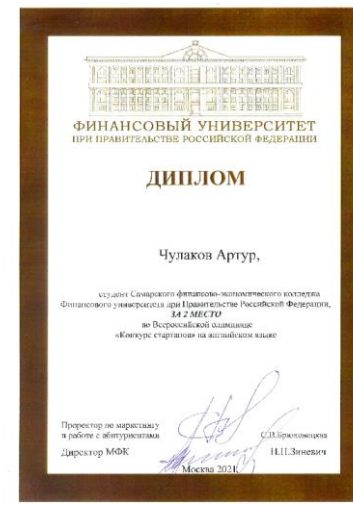 ФИНАНСОВЫЙ УНИВЕРСИТЕТ
ПРИ ПРАВИТЕЛЬСТВЕ РОССИЙСКОЙ ФЕДЕРАЦИИ
ДИПЛОМ
Чулаков Артур,
студент Самарского финансово-экономического колледжа
Финансового университета при Правительстве Российской Федерации,
ЗА 2 МЕСТО
во Всероссийской олимпиаде
«Конкурс стартапов» на английском языке
Проректор по маркетингу
и работе с абитуриентами
С.В.Брюховецкая
Директор МФК
Н.Н.Зиневич
Москва 2021